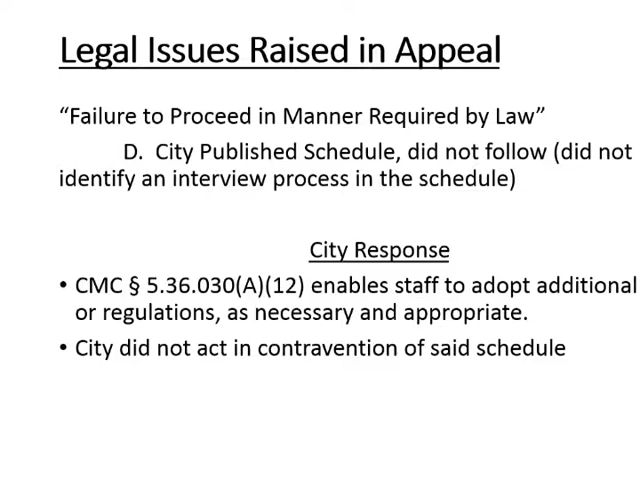 Legal Issues Raised in Appeal
“Failure to Proceed in Manner Required by Law”
D. City Published Schedule, did not follow (did not
identify an interview process in the schedule)
City Response
• CMC § 5.36.030(A)(12) enables staff to adopt additional
or regulations, as necessary and appropriate.
• City did not act in contravention of said schedule